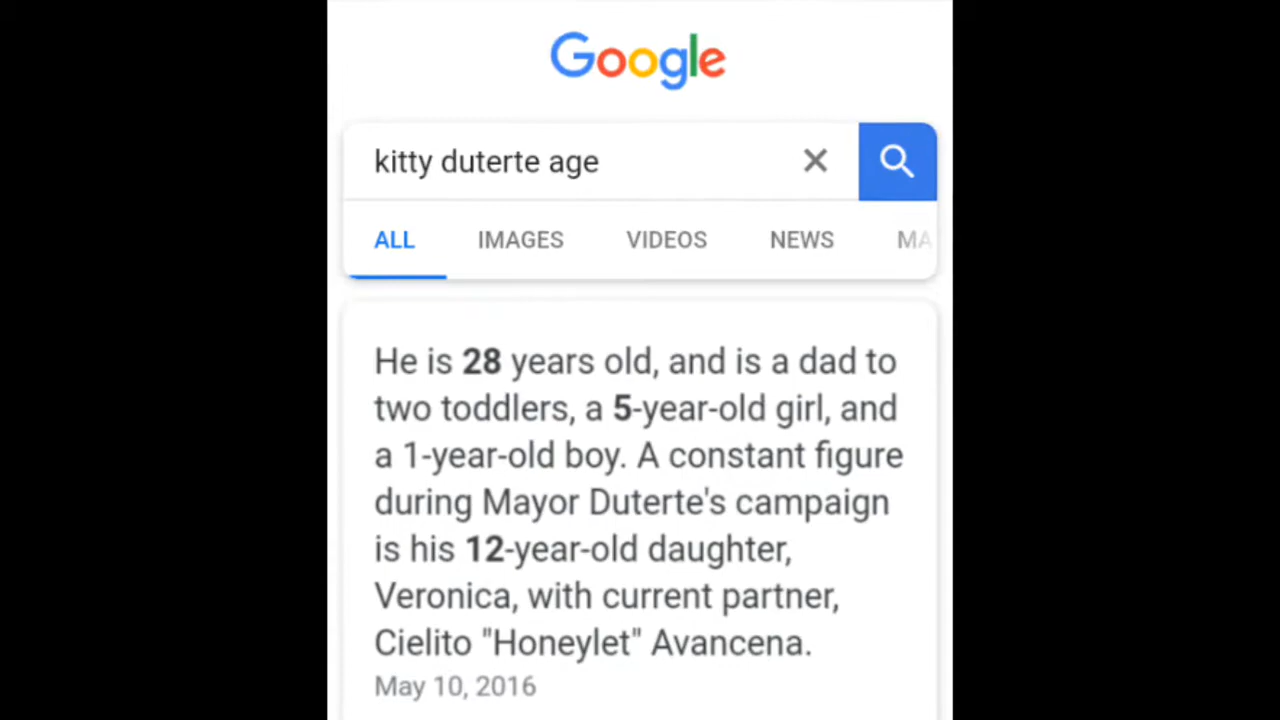 Google
kitty duterte age
ALL IMAGES VIDEOS NEWS MA
He is 28 years old, and is a dad to
two toddlers, a 5-year-old girl, and
a 1-year-old boy. A constant figure
during Mayor Duterte's campaign
is his 12-year-old daughter,
Veronica, with current partner,
Cielito "Honeylet" Avancena.
May 10, 2016